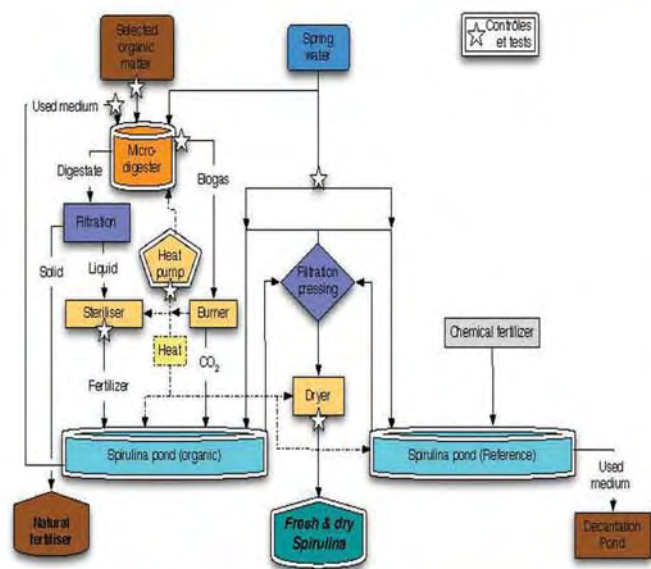 Selected
organic
matter
Spring
water
Contrôles
et tests
Used medium
Micro-
digester
Digestate
Biogas
Filtration
Heat
pump
Solid
Liquid
Filtration
pressing
Steriliser
Burner
Chemical fertilizer
Heat
CO2
Fertilizer
Dryer
Spirulina pond (organic)
Spirulina pond (Reference)
Used
medium
Natural
fertiliser
Fresh & dry
Spirulina
Decantation
Pond